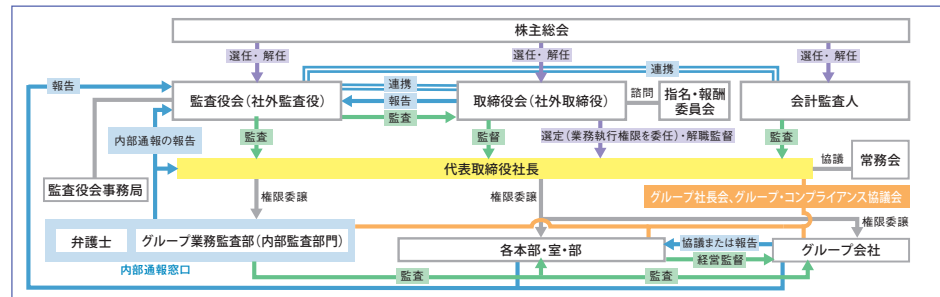 株主総会
選任・解任
選任・解任
選任・解任
報告
連携
連携
監査役会(社外監査役)
報告
取締役会(社外取締役)
諮問
指名・報酬
委員会
会計監査人
監査
内部通報の報告
監査
監督
選定(業務執行権限を委任)・解職監督
監査
代表取締役社長
協議
常務会
監査役会事務局
権限委譲
権限委譲
グループ社長会、グループ・コンプライアンス協議会
権限委譲
弁護士
グループ業務監査部(内部監査部門)
各本部・室・部
協議または報告
グループ会社
経営監督
内部通報窓口
監査
監査